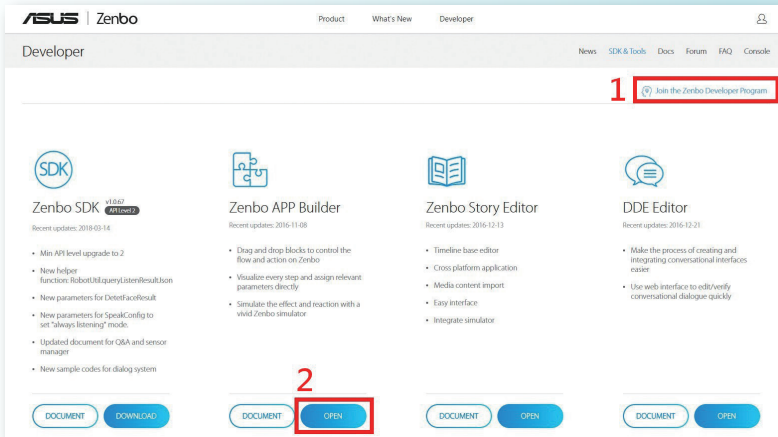 ASUS Zenbo
Product What's New Developer
Developer
News SDK & Tools Docs Forum FAQ Console
1
Join the Zenbo Developer Program
SDK
Zenbo SDK v1.0.67 API Level 2
Recent updates: 2018-03-14
• Min API level upgrade to 2
• New helper
function: RobotUtil.queryListenResultJson
• New parameters for DetetFaceResult
• New parameters for SpeakConfig to
set "always listening" mode.
• Updated document for Q&A and sensor
manager
• New sample codes for dialog system
DOCUMENT DOWNLOAD
Zenbo APP Builder
Recent updates: 2016-11-08
• Drag and drop blocks to control the
flow and action on Zenbo
• Visualize every step and assign relevant
parameters directly
• Simulate the effect and reaction with a
vivid Zenbo simulator
2
DOCUMENT OPEN
Zenbo Story Editor
Recent updates: 2016-12-13
• Timeline base editor
• Cross platform application
• Media content import
• Easy interface
• Integrate simulator
DOCUMENT OPEN
DDE Editor
Recent updates: 2016-12-21
• Make the process of creating and
integrating conversational interfaces
easier
• Use web interface to edit/verify
conversational dialogue quickly
DOCUMENT OPEN